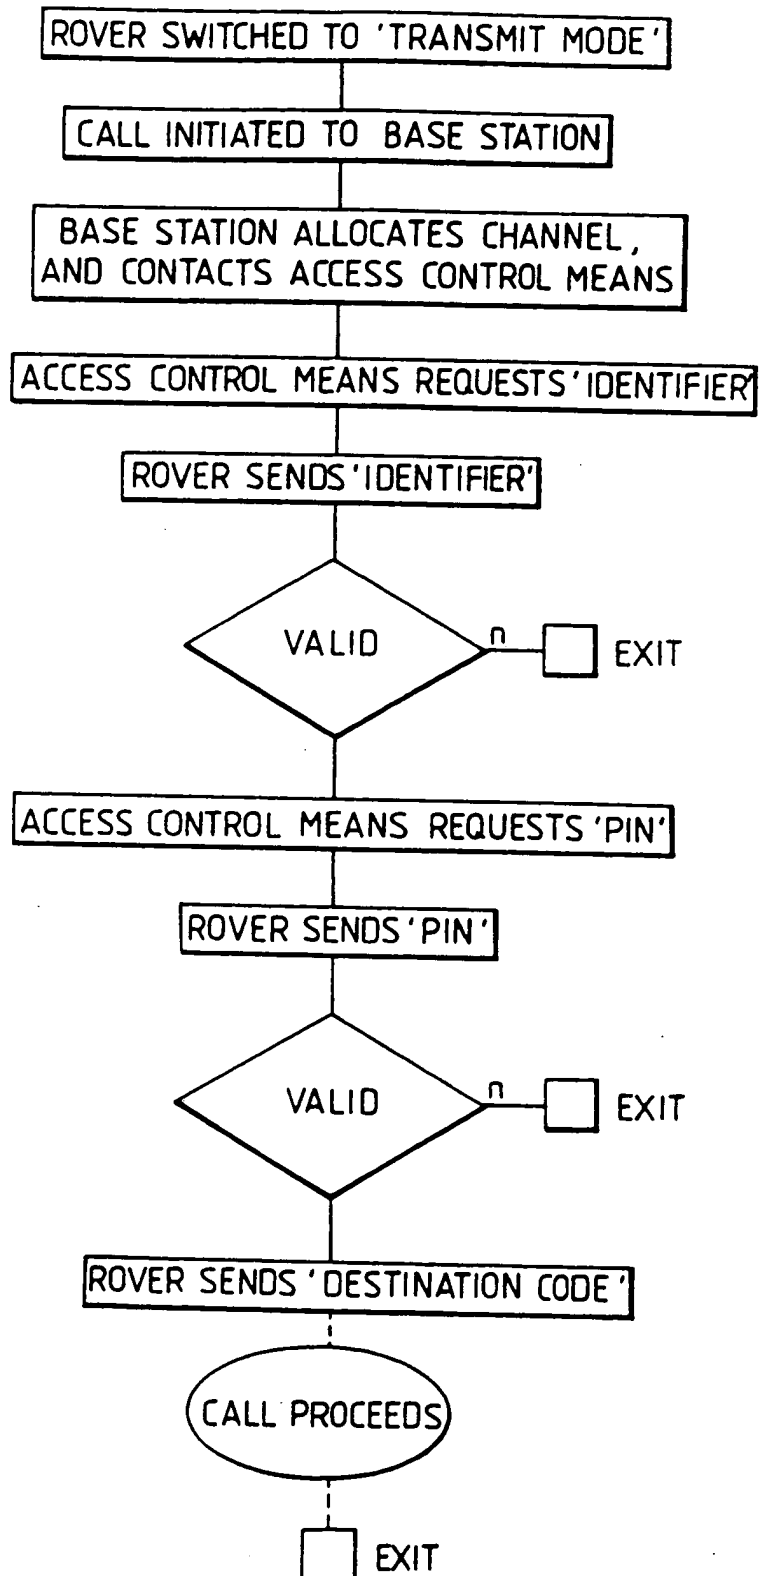 ROVER SWITCHED TO 'TRANSMIT MODE'
CALL INITIATED TO BASE STATION
BASE STATION ALLOCATES CHANNEL,
AND CONTACTS ACCESS CONTROL MEANS
ACCESS CONTROL MEANS REQUESTS 'IDENTIFIER'
ROVER SENDS 'IDENTIFIER'
VALID
n
EXIT
ACCESS CONTROL MEANS REQUESTS 'PIN'
ROVER SENDS 'PIN'
VALID
n
EXIT
ROVER SENDS 'DESTINATION CODE'
CALL PROCEEDS
EXIT